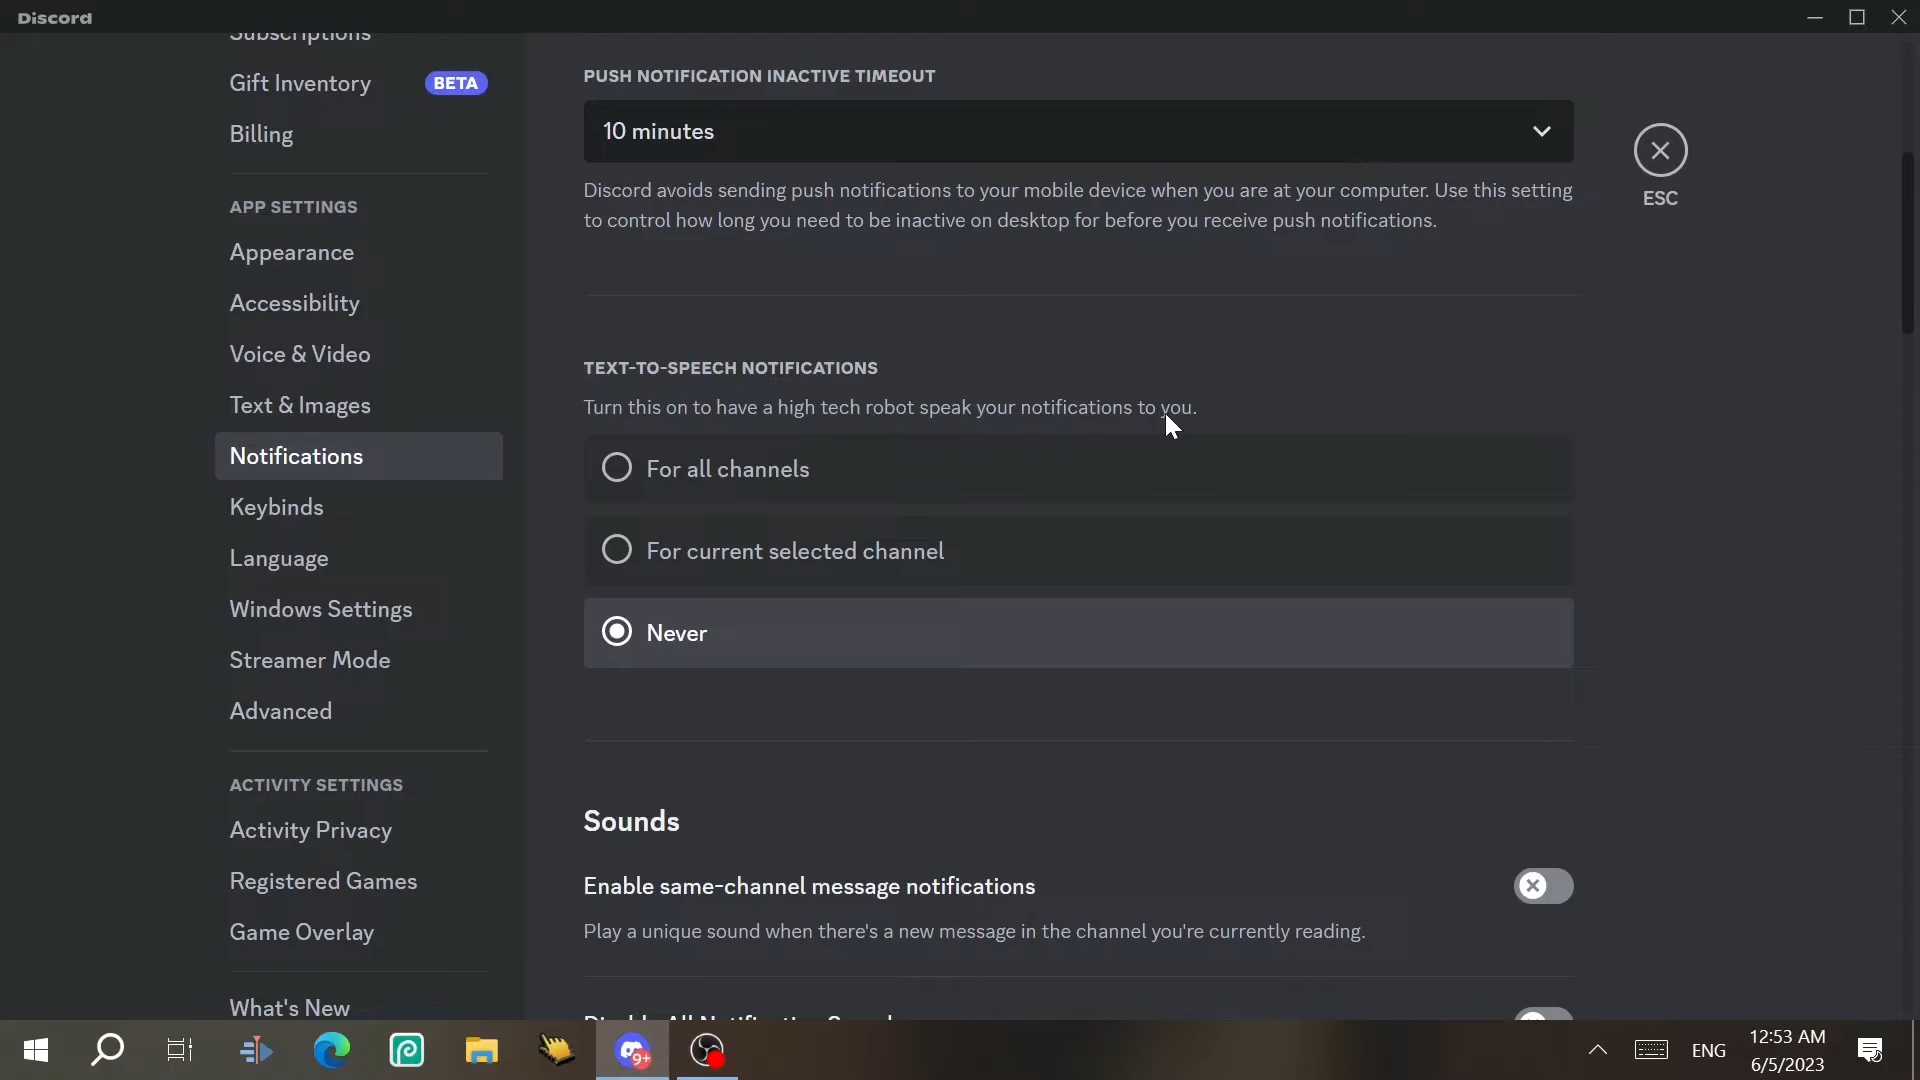 Discord
Subscriptions
Gift Inventory
BETA
Billing
APP SETTINGS
Appearance
Accessibility
Voice & Video
Text & Images
Notifications
Keybinds
Language
Windows Settings
Streamer Mode
Advanced
ACTIVITY SETTINGS
Activity Privacy
Registered Games
Game Overlay
What's New
PUSH NOTIFICATION INACTIVE TIMEOUT
10 minutes
Discord avoids sending push notifications to your mobile device when you are at your computer. Use this setting
to control how long you need to be inactive on desktop for before you receive push notifications.
ESC
TEXT-TO-SPEECH NOTIFICATIONS
Turn this on to have a high tech robot speak your notifications to you.
For all channels
For current selected channel
Never
Sounds
Enable same-channel message notifications
Play a unique sound when there's a new message in the channel you're currently reading.
Disable All Notification Sounds
9+
ENG
12:53 AM
6/5/2023